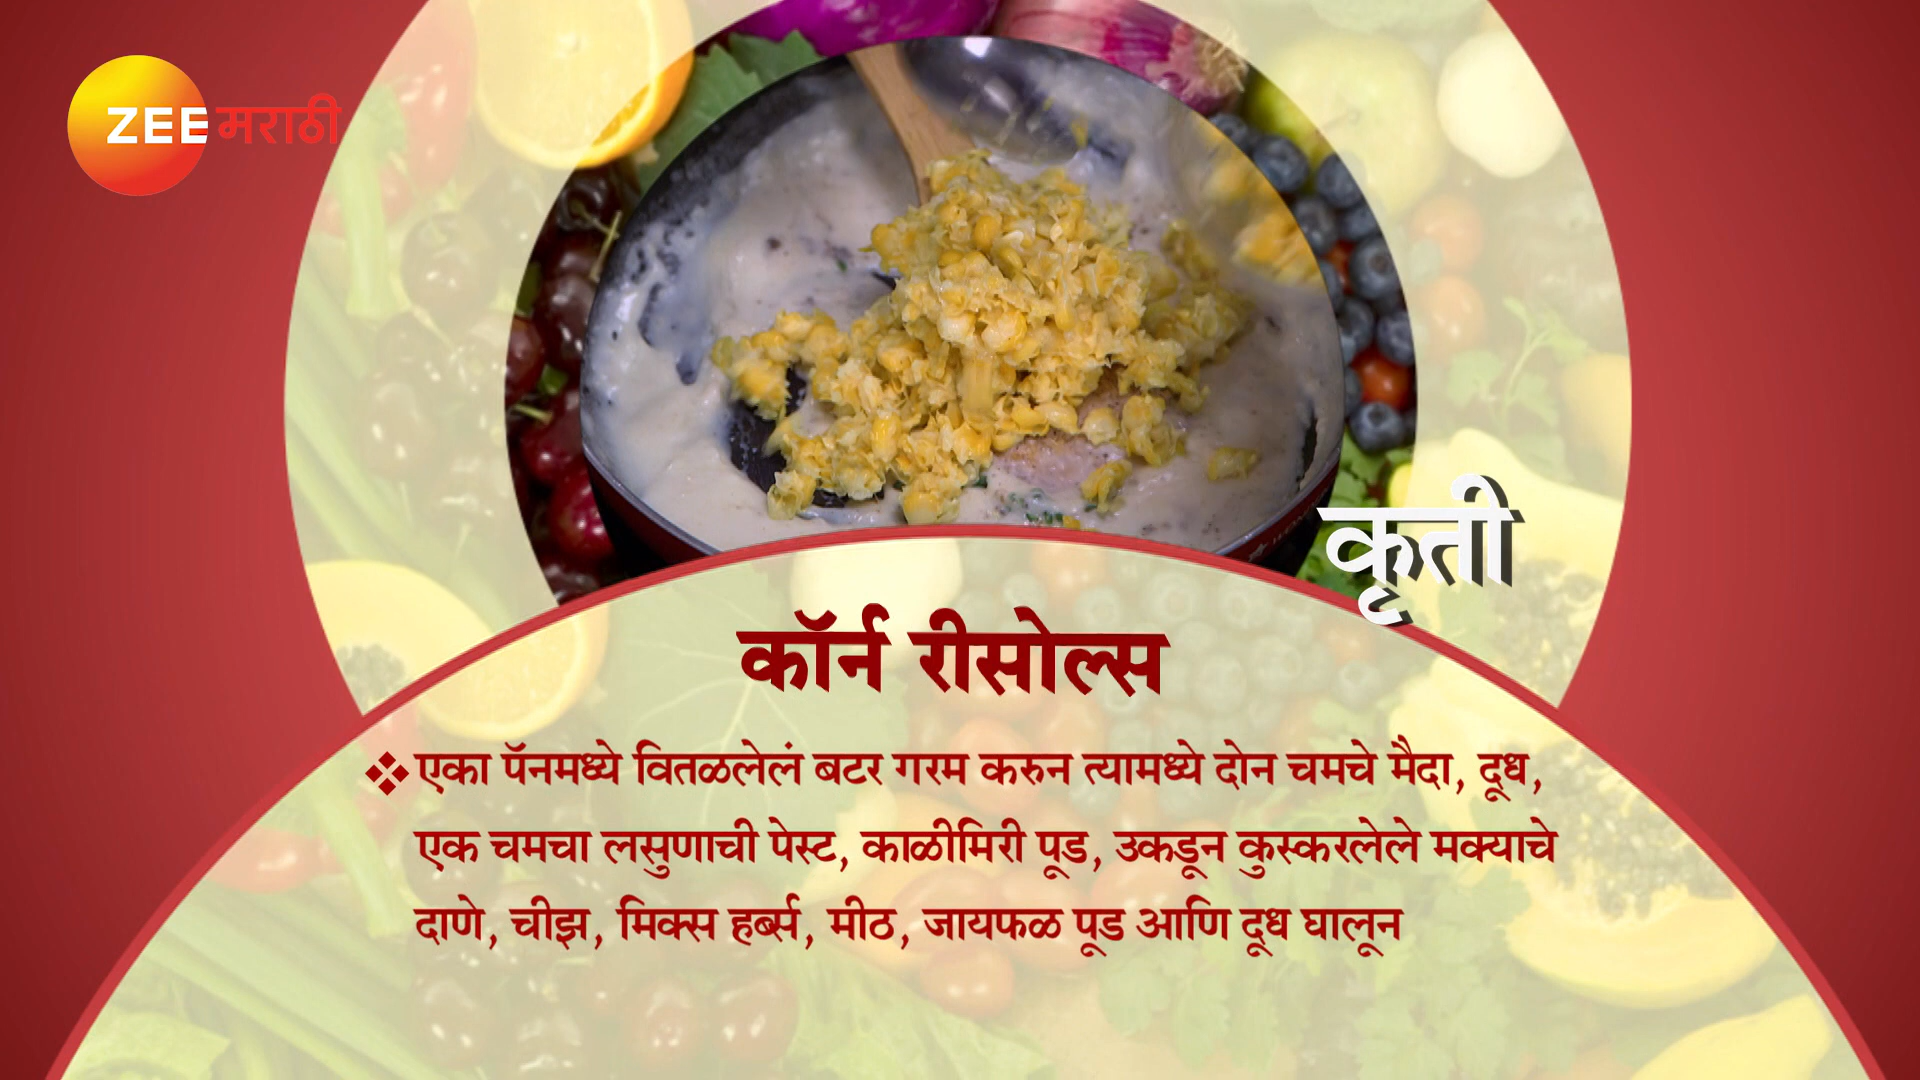 ZEE मराठी
कृती
कॉर्न रीसोल्स
एका पॅनमध्ये वितळलेलं बटर गरम करुन त्यामध्ये दोन चमचे मैदा, दूध,
एक चमचा लसुणाची पेस्ट, काळीमिरी पूड, उकडून कुस्करलेले मक्याचे
दाणे, चीझ, मिक्स हर्ब्स, मीठ, जायफळ पूड आणि दूध घालून